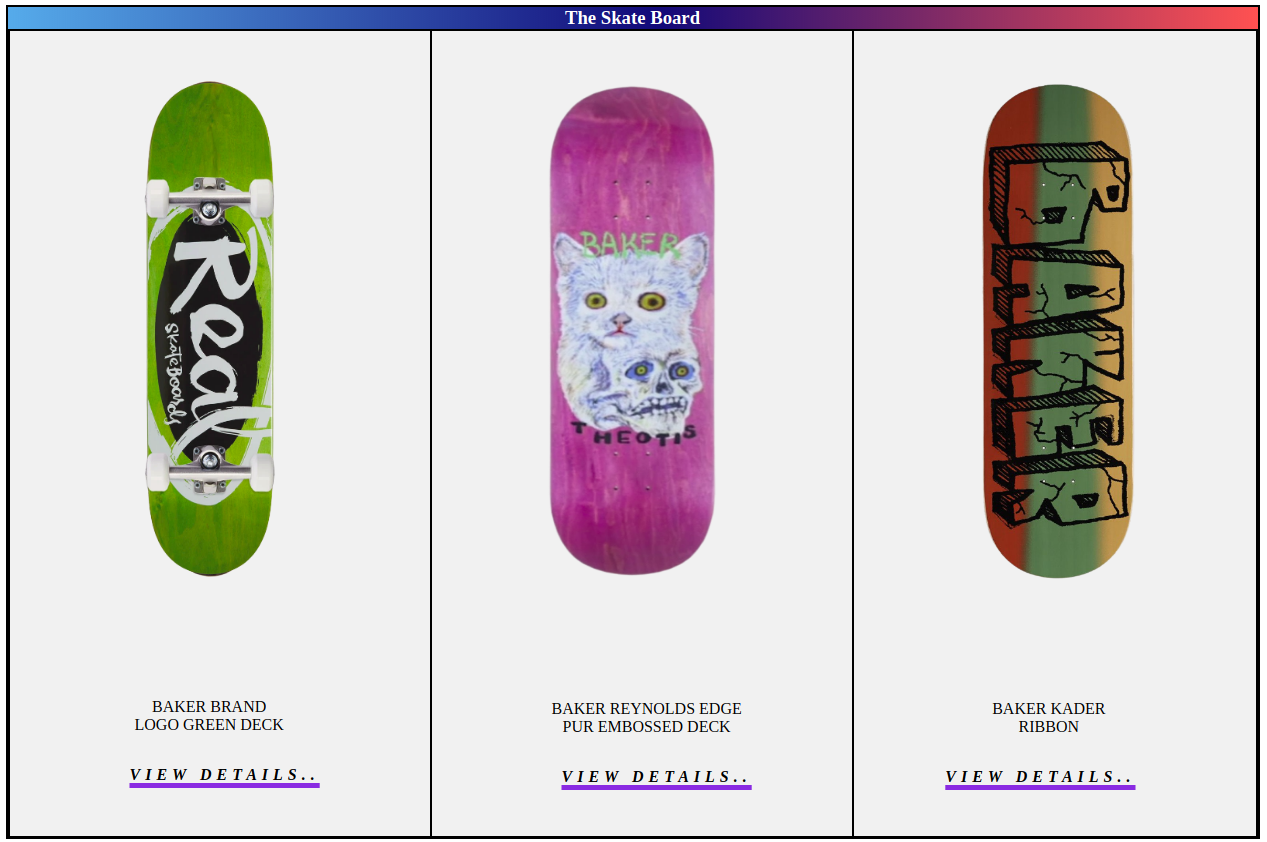 The Skate Board
Real
SkateBoards
BAKER
THEOTIS
BAKER
BAKER BRAND
LOGO GREEN DECK
VIEW DETAILS..
BAKER REYNOLDS EDGE
PUR EMBOSSED DECK
VIEW DETAILS..
BAKER KADER
RIBBON
VIEW DETAILS..